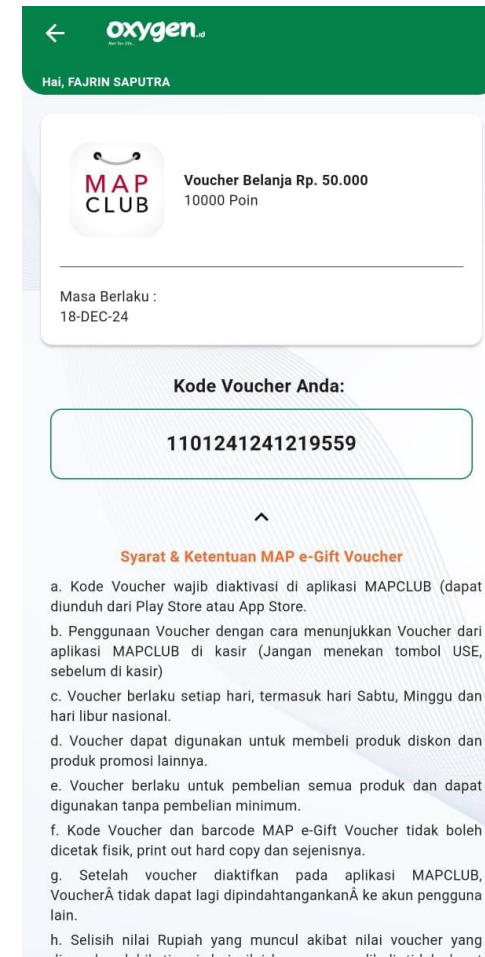 oxygen.id
Hai, FAJRIN SAPUTRA
MAP
CLUB
Voucher Belanja Rp. 50.000
10000 Poin
Masa Berlaku :
18-DEC-24
Kode Voucher Anda:
1101241241219559
Syarat & Ketentuan MAP e-Gift Voucher
a. Kode Voucher wajib diaktivasi di aplikasi MAPCLUB (dapat
diunduh dari Play Store atau App Store.
b. Penggunaan Voucher dengan cara menunjukkan Voucher dari
aplikasi MAPCLUB di kasir (Jangan menekan tombol USE,
sebelum di kasir)
c. Voucher berlaku setiap hari, termasuk hari Sabtu, Minggu dan
hari libur nasional.
d. Voucher dapat digunakan untuk membeli produk diskon dan
produk promosi lainnya.
e. Voucher berlaku untuk pembelian semua produk dan dapat
digunakan tanpa pembelian minimum.
f. Kode Voucher dan barcode MAP e-Gift Voucher tidak boleh
dicetak fisik, print out hard copy dan sejenisnya.
g. Setelah voucher diaktifkan pada aplikasi MAPCLUB,
VoucherÂ tidak dapat lagi dipindahtangankanÂ ke akun pengguna
lain.
h. Selisih nilai Rupiah yang muncul akibat nilai voucher yang